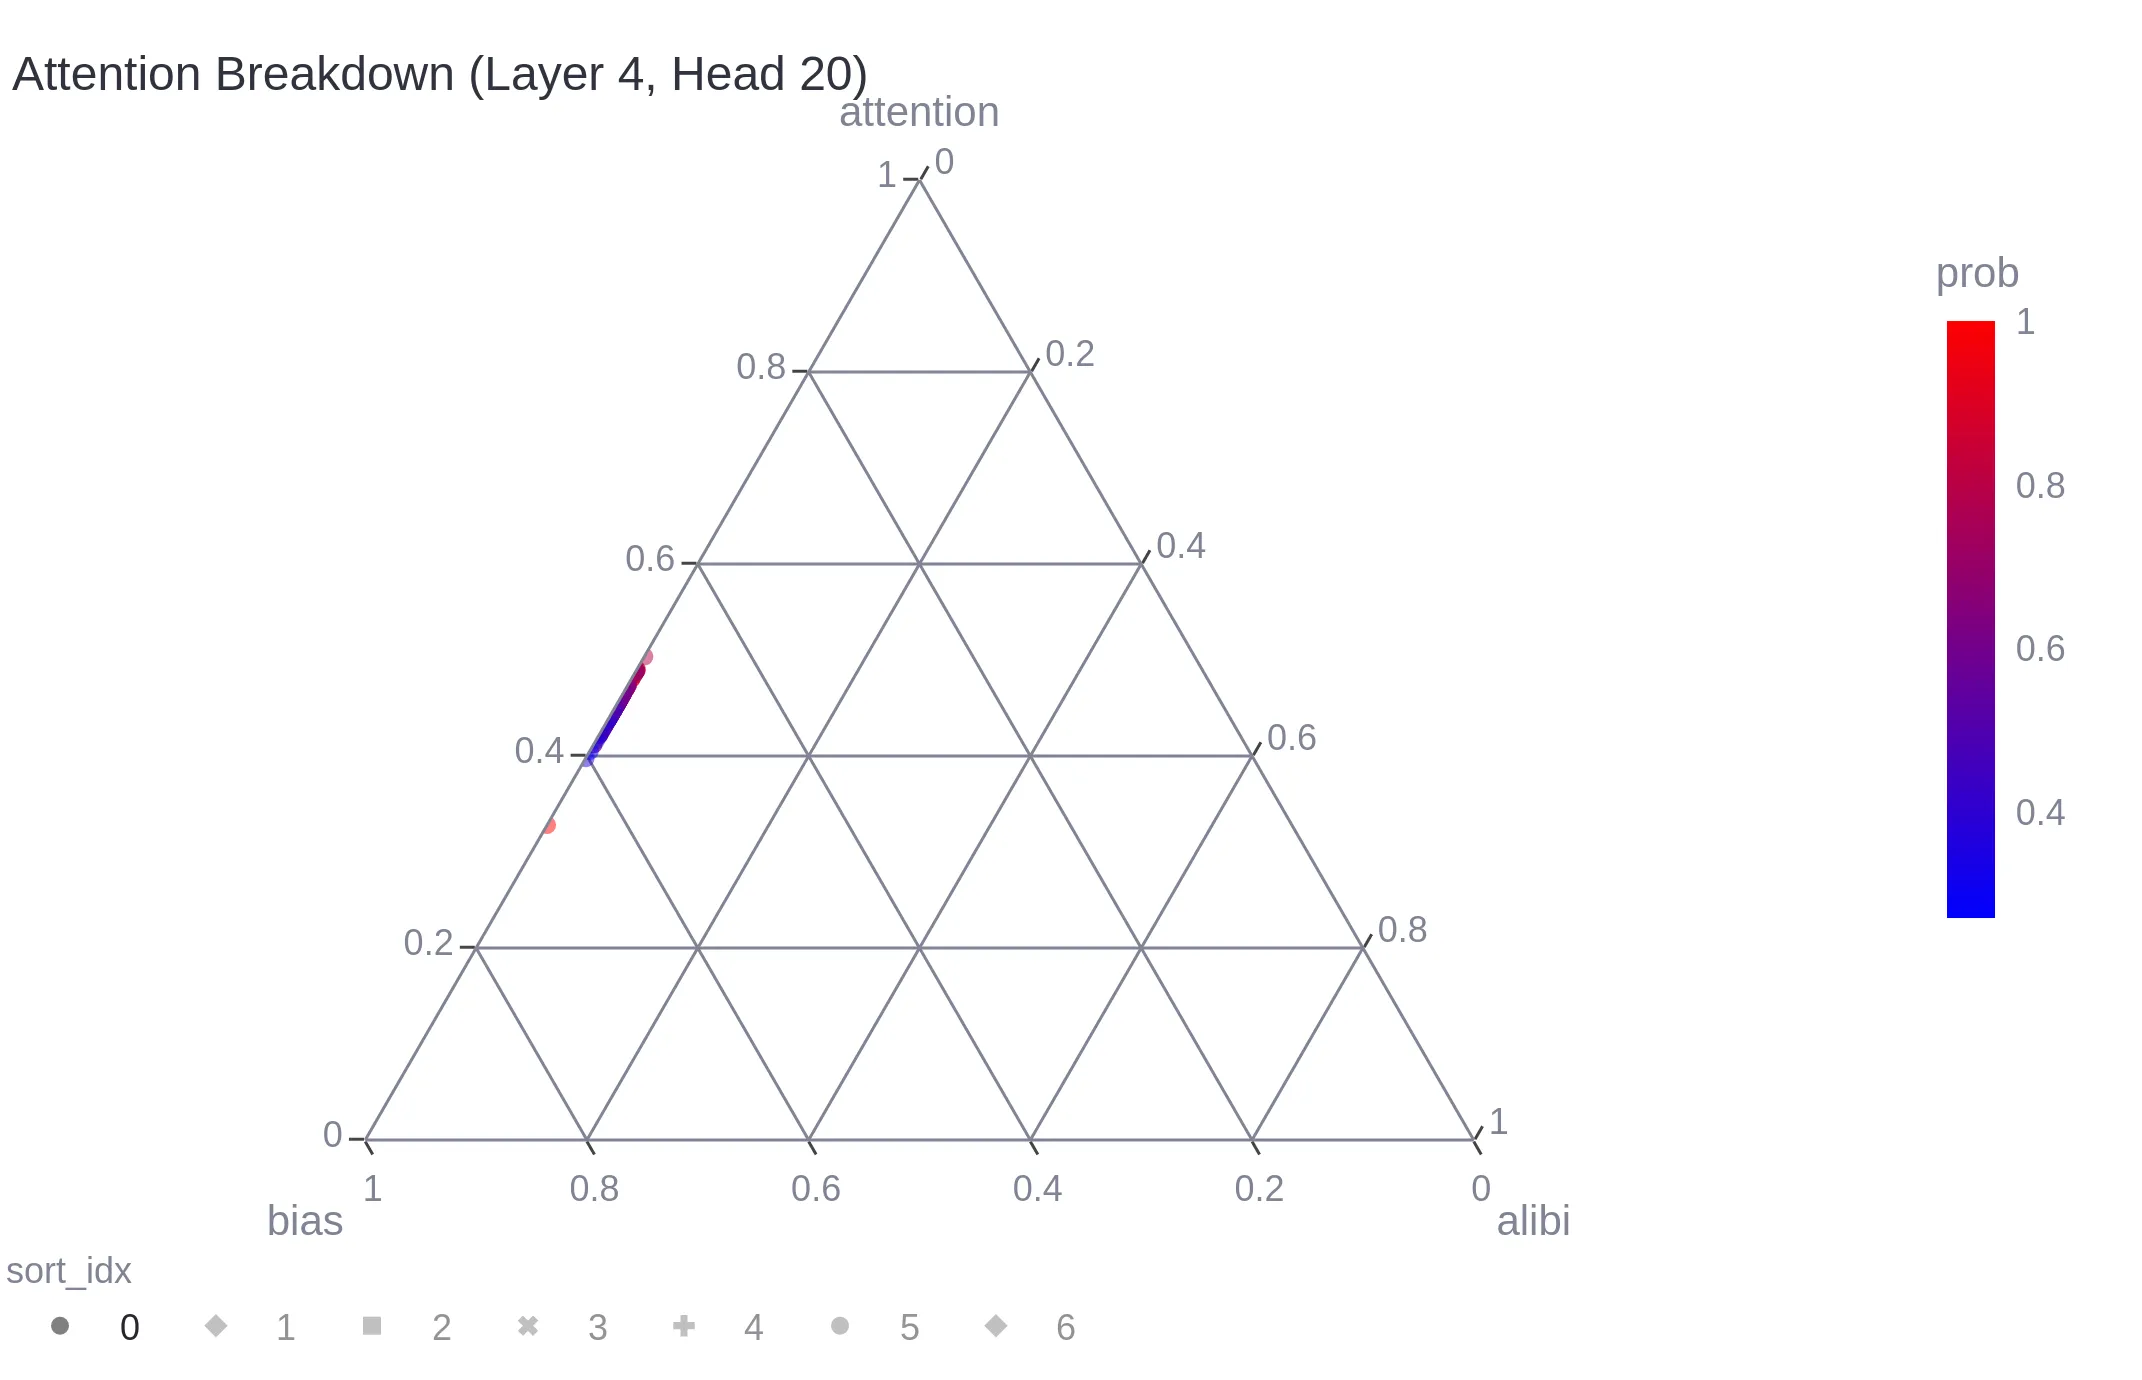 Attention Breakdown (Layer 4, Head 20)
attention
1 0
prob
1
0.8 0.2
0.8
0.6 0.4
0.6
0.4 0.6
0.4
0.2 0.8
0 1
1 0.8 0.6 0.4 0.2 0
bias alibi
sort_idx
0 1 2 3 4 5 6